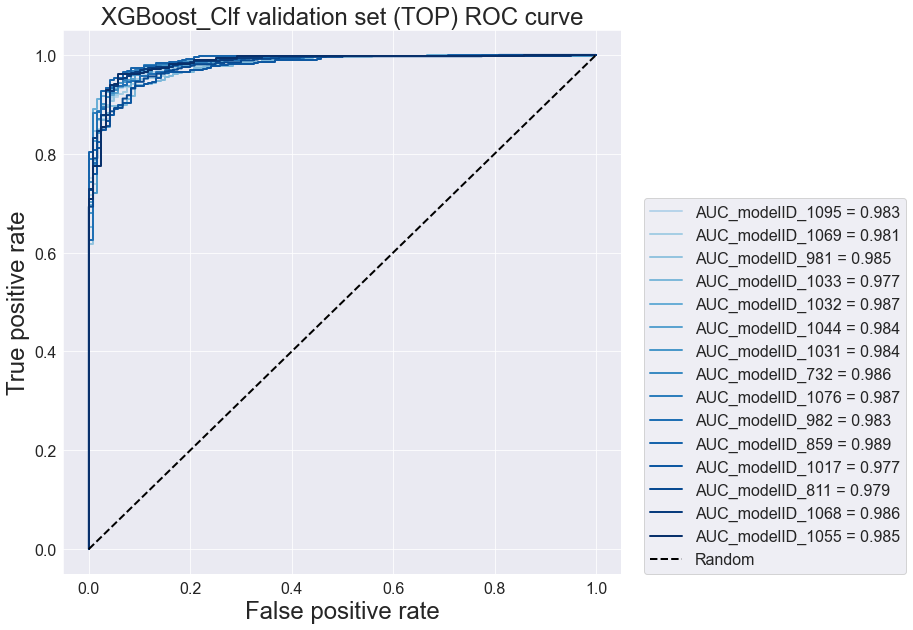 XGBoost_Clf validation set (TOP) ROC curve
1.0
0.8
0.6
0.4
0.2
0.0
True positive rate
0.0 0.2 0.4 0.6 0.8 1.0
False positive rate
AUC_modelID_1095 = 0.983
AUC_modelID_1069 = 0.981
AUC_modelID_981 = 0.985
AUC_modelID_1033 = 0.977
AUC_modelID_1032 = 0.987
AUC_modelID_1044 = 0.984
AUC_modelID_1031 = 0.984
AUC_modelID_732 = 0.986
AUC_modelID_1076 = 0.987
AUC_modelID_982 = 0.983
AUC_modelID_859 = 0.989
AUC_modelID_1017 = 0.977
AUC_modelID_811 = 0.979
AUC_modelID_1068 = 0.986
AUC_modelID_1055 = 0.985
Random